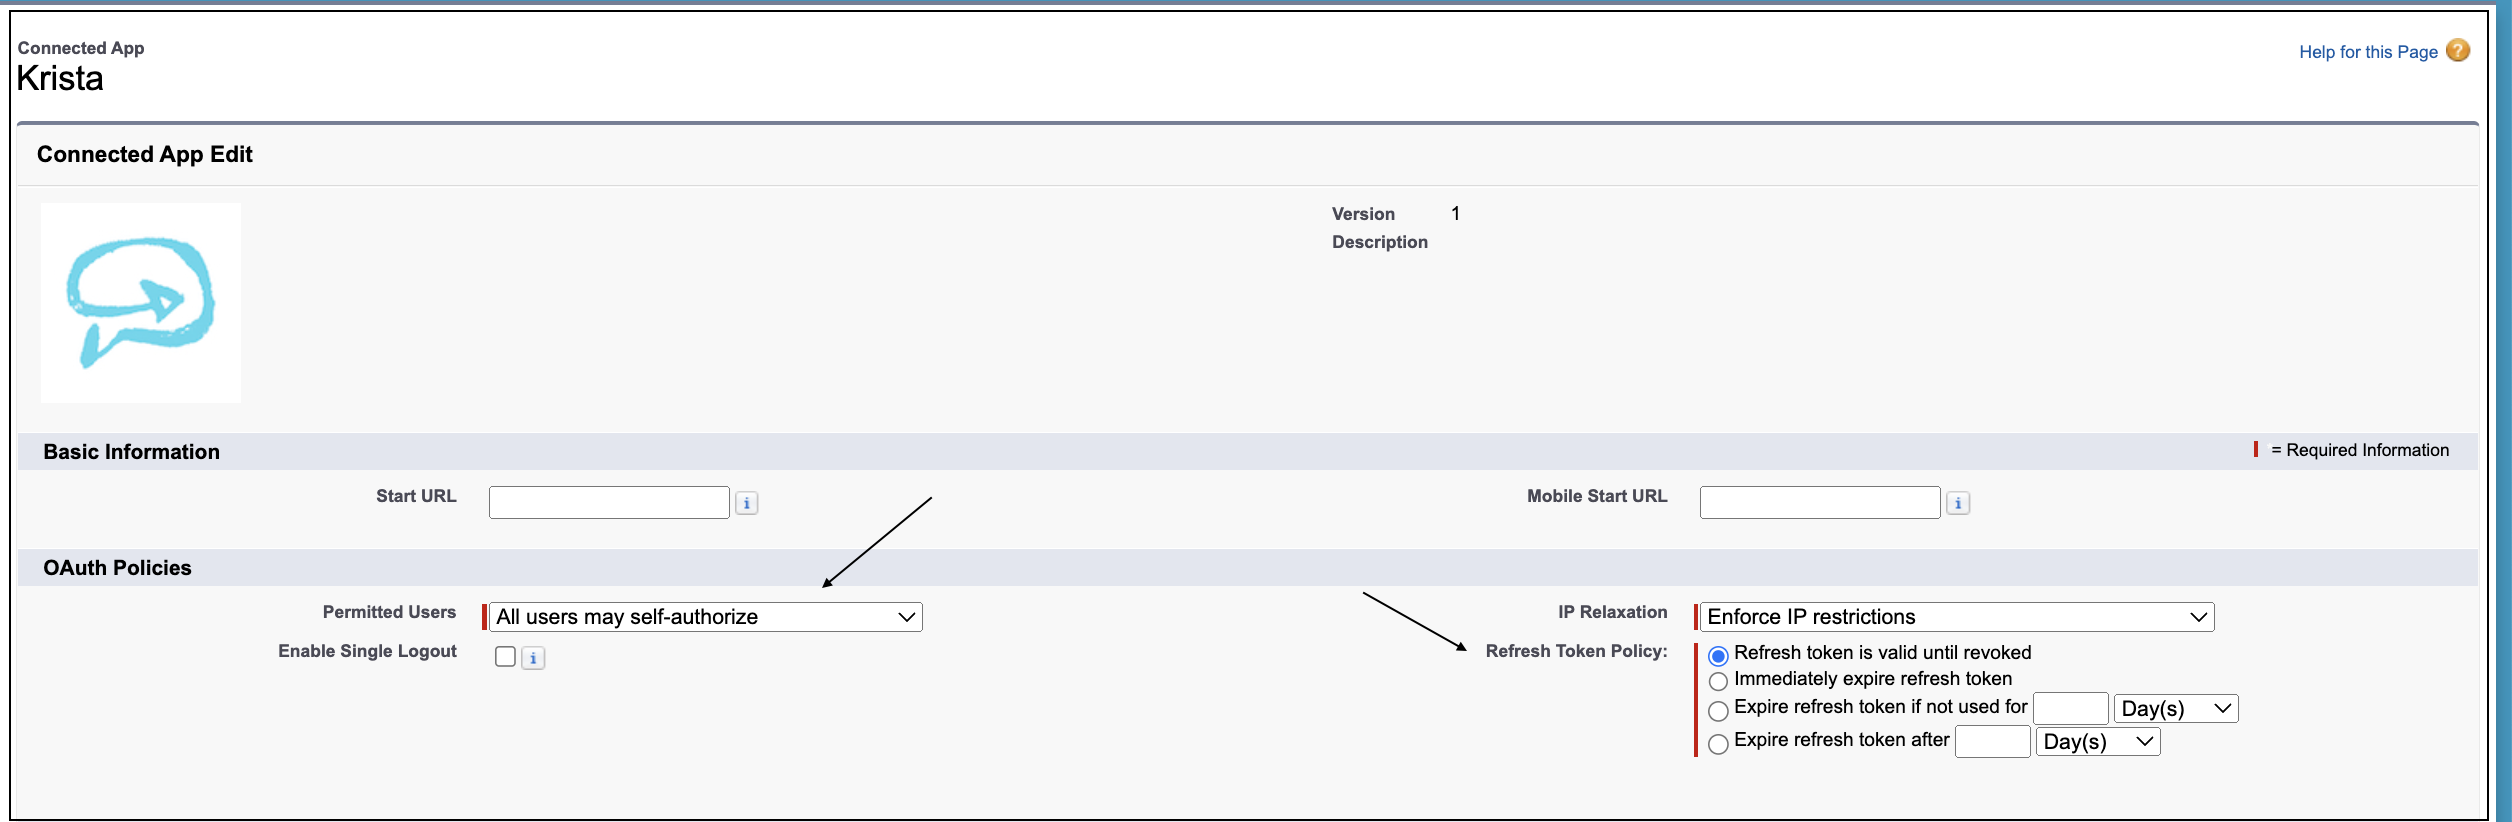 Connected App
Krista
Help for this Page ?
Connected App Edit
Version 1
Description
Basic Information
= Required Information
Start URL
i
Mobile Start URL
i
OAuth Policies
Permitted Users All users may self-authorize
IP Relaxation Enforce IP restrictions
Enable Single Logout i
Refresh Token Policy: Refresh token is valid until revoked
Immediately expire refresh token
Expire refresh token if not used for Day(s)
Expire refresh token after Day(s)